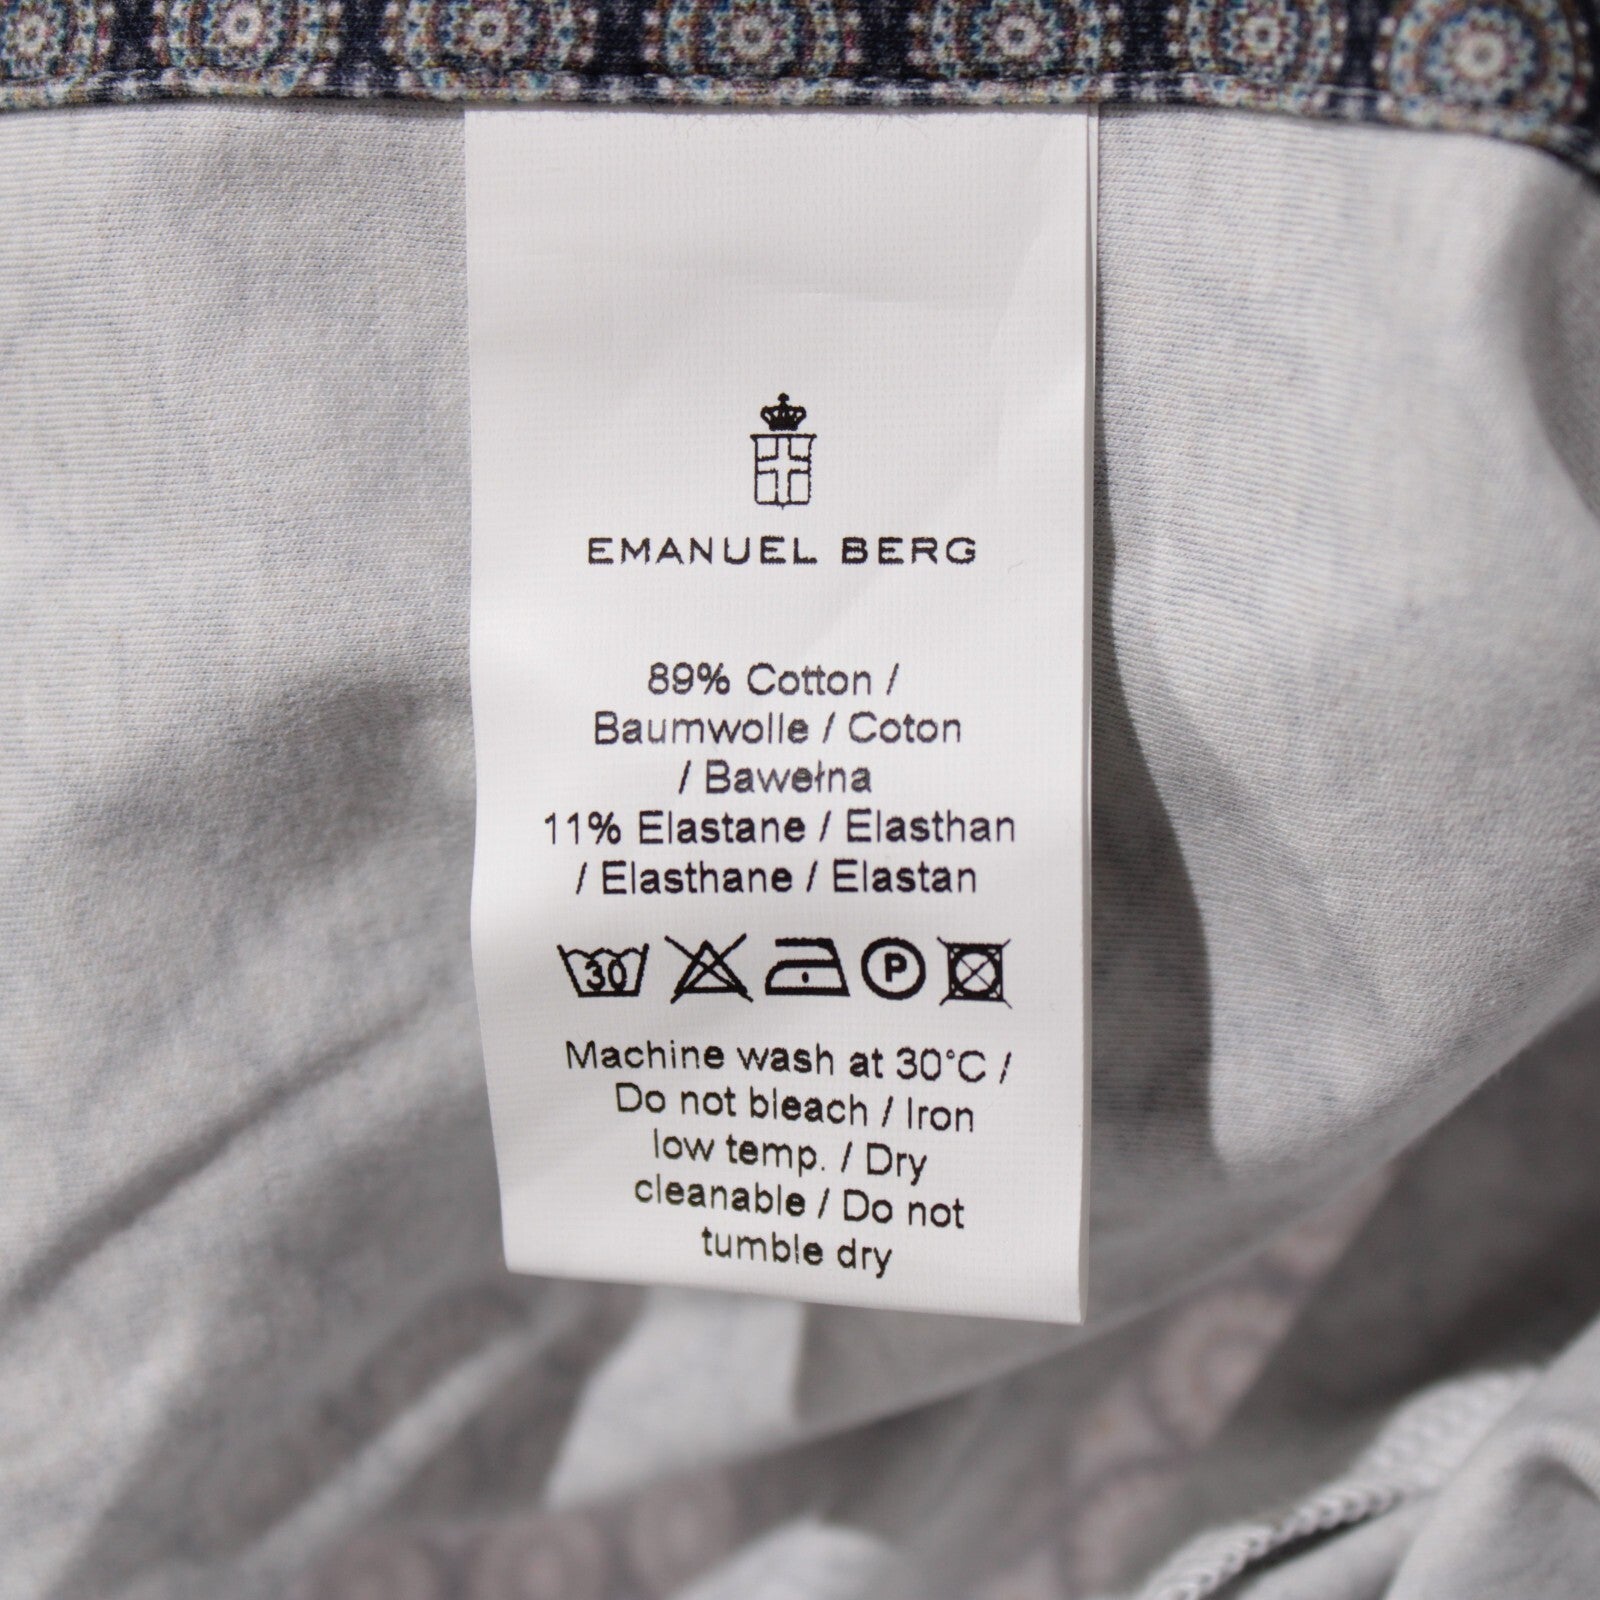 EMANUEL BERG
89% Cotton /
Baumwolle / Coton
/ Bawełna
11% Elastane / Elasthan
/ Elasthane / Elastan
30 P
Machine wash at 30°C /
Do not bleach / Iron
low temp. / Dry
cleanable / Do not
tumble dry